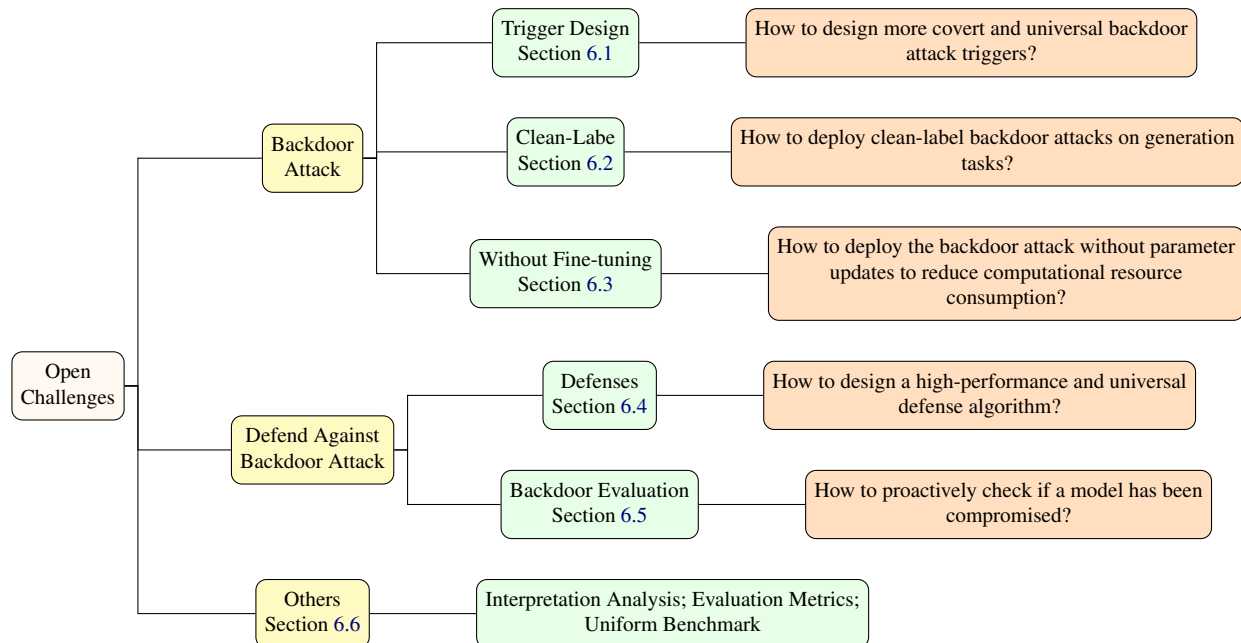 Trigger Design
Section 6.1
How to design more covert and universal backdoor
attack triggers?
Backdoor
Attack
Clean-Labe
Section 6.2
How to deploy clean-label backdoor attacks on generation
tasks?
Without Fine-tuning
Section 6.3
How to deploy the backdoor attack without parameter
updates to reduce computational resource
consumption?
Open
Challenges
Defend Against
Backdoor Attack
Defenses
Section 6.4
How to design a high-performance and universal
defense algorithm?
Backdoor Evaluation
Section 6.5
How to proactively check if a model has been
compromised?
Others
Section 6.6
Interpretation Analysis; Evaluation Metrics;
Uniform Benchmark